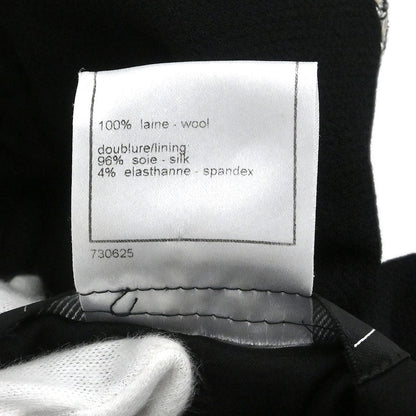 100% laine - wool
doublure/lining
96% soie - silk
4% elasthanne - spandex
730625